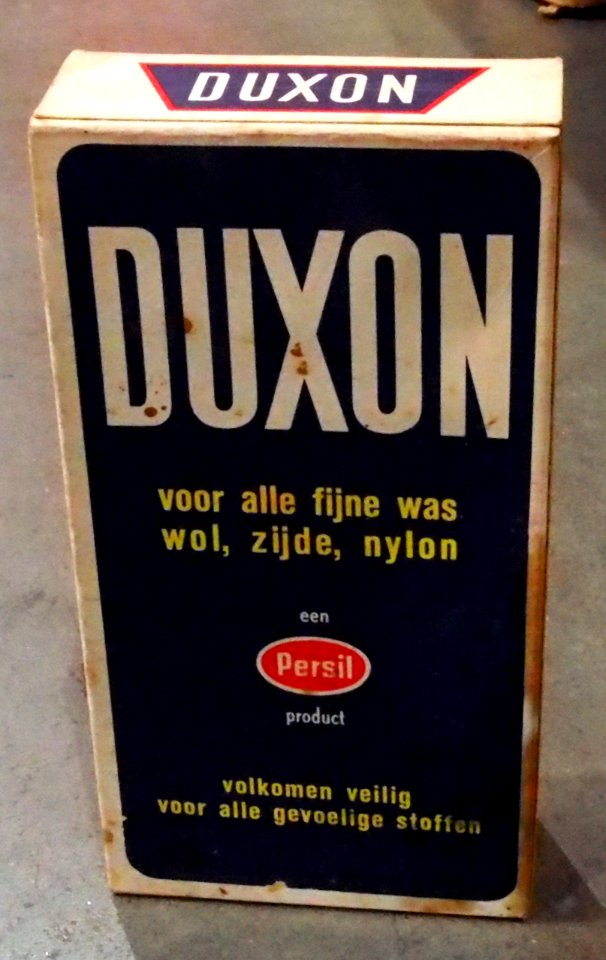 DUXON
DUXON
voor alle fijne was
wol, zijde, nylon
een
Persil
product
volkomen veilig
voor alle gevoelige stoffen